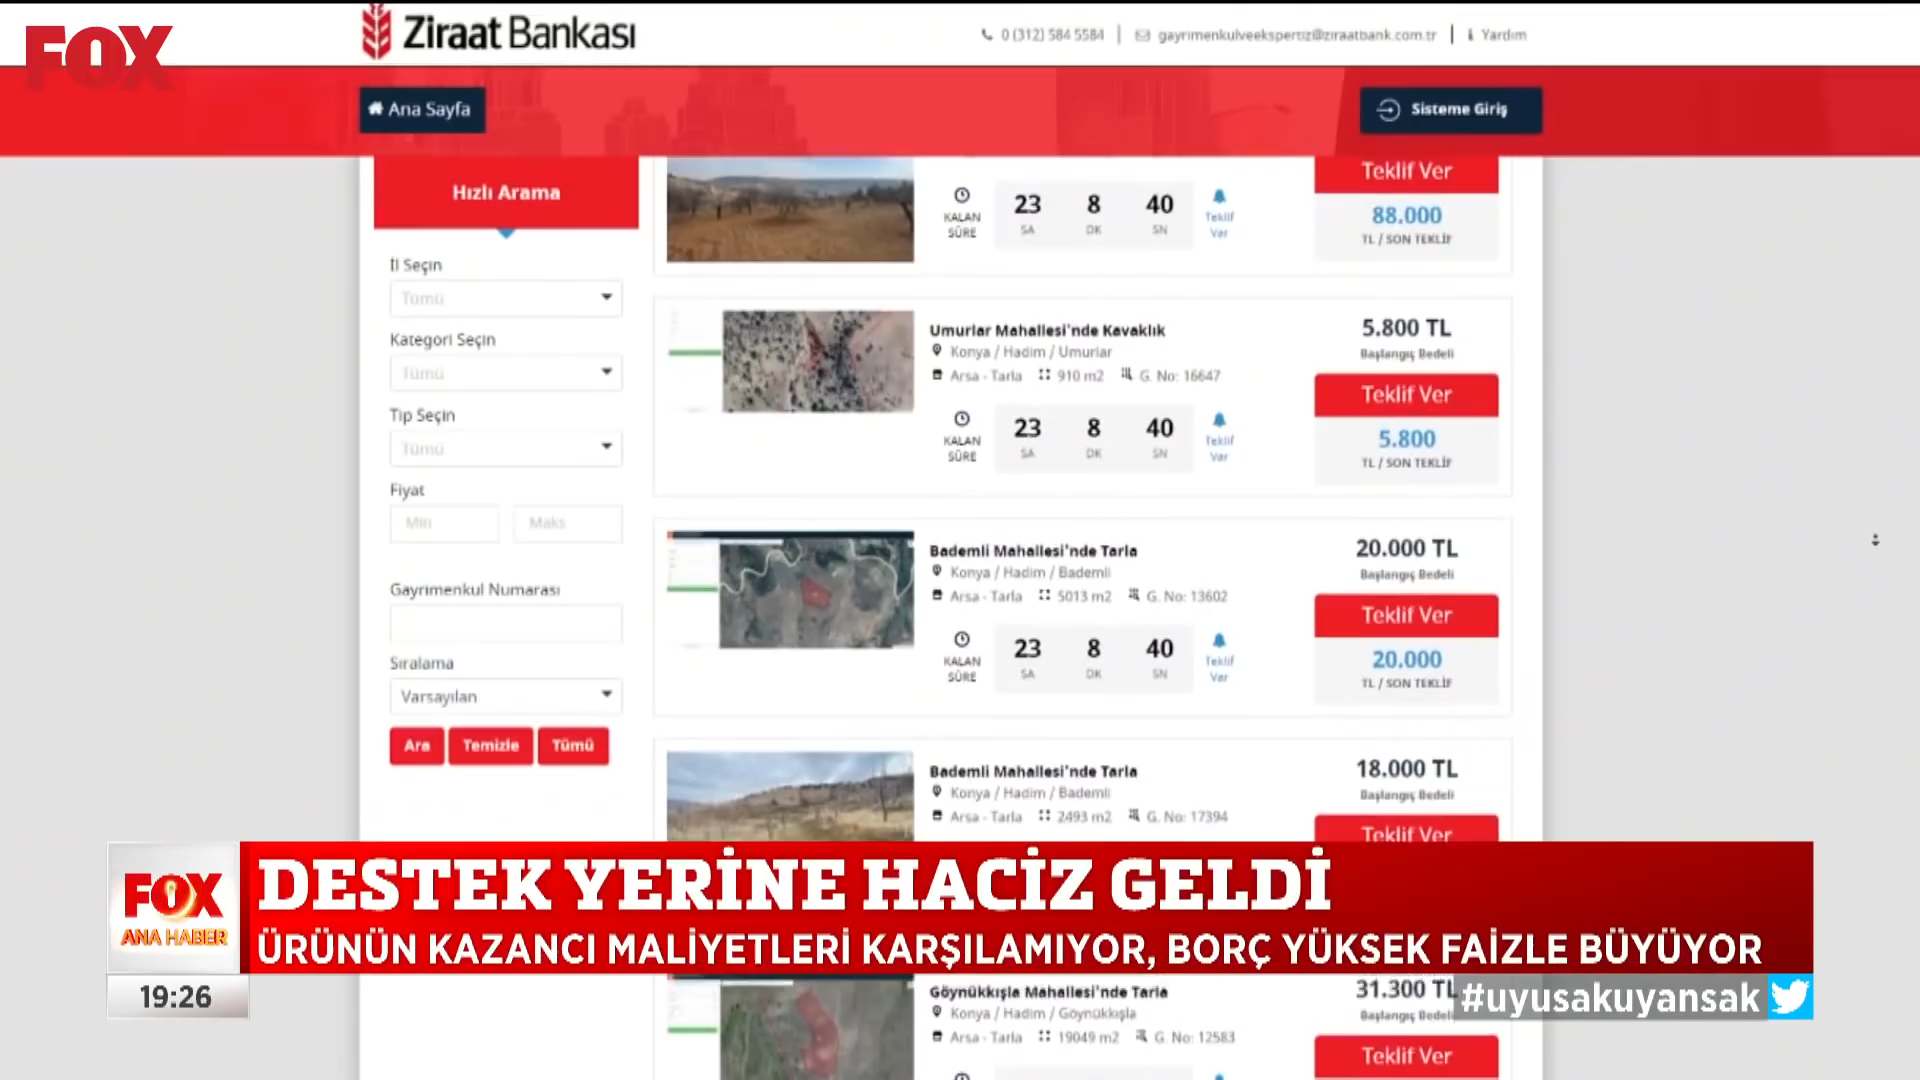 FOX
Ziraat Bankası
0 (312) 584 5584
gayrimenkulveekspertiz@ziraatbank.com.tr
Yardım
Ana Sayfa
Sisteme Giriş
Hızlı Arama
İl Seçin
Tümü
Kategori Seçin
Tümü
Tip Seçin
Tümü
Fiyat
Min Maks
Gayrimenkul Numarası
Sıralama
Varsayılan
Ara Temizle Tümü
KALAN SÜRE
23 8 40
SA DK SN
Teklif Var
Teklif Ver
88.000
TL / SON TEKLİF
Umurlar Mahallesi'nde Kavaklık
Konya / Hadim / Umurlar
Arsa - Tarla 910 m2 G. No: 16647
KALAN SÜRE
23 8 40
SA DK SN
Teklif Var
5.800 TL
Başlangıç Bedeli
Teklif Ver
5.800
TL / SON TEKLİF
Bademli Mahallesi'nde Tarla
Konya / Hadim / Bademli
Arsa - Tarla 5013 m2 G. No: 13602
KALAN SÜRE
23 8 40
SA DK SN
Teklif Var
20.000 TL
Başlangıç Bedeli
Teklif Ver
20.000
TL / SON TEKLİF
Bademli Mahallesi'nde Tarla
Konya / Hadim / Bademli
Arsa - Tarla 2493 m2 G. No: 17394
18.000 TL
Başlangıç Bedeli
Teklif Ver
FOX
ANA HABER
19:26
DESTEK YERİNE HACİZ GELDİ
ÜRÜNÜN KAZANCI MALİYETLERİ KARŞILAMIYOR, BORÇ YÜKSEK FAİZLE BÜYÜYOR
#uyusakuyansak
Göynükkışla Mahallesi'nde Tarla
Konya / Hadim / Göynükkışla
Arsa - Tarla 19049 m2 G. No: 12583
31.300 TL
Başlangıç Bedeli
Teklif Ver